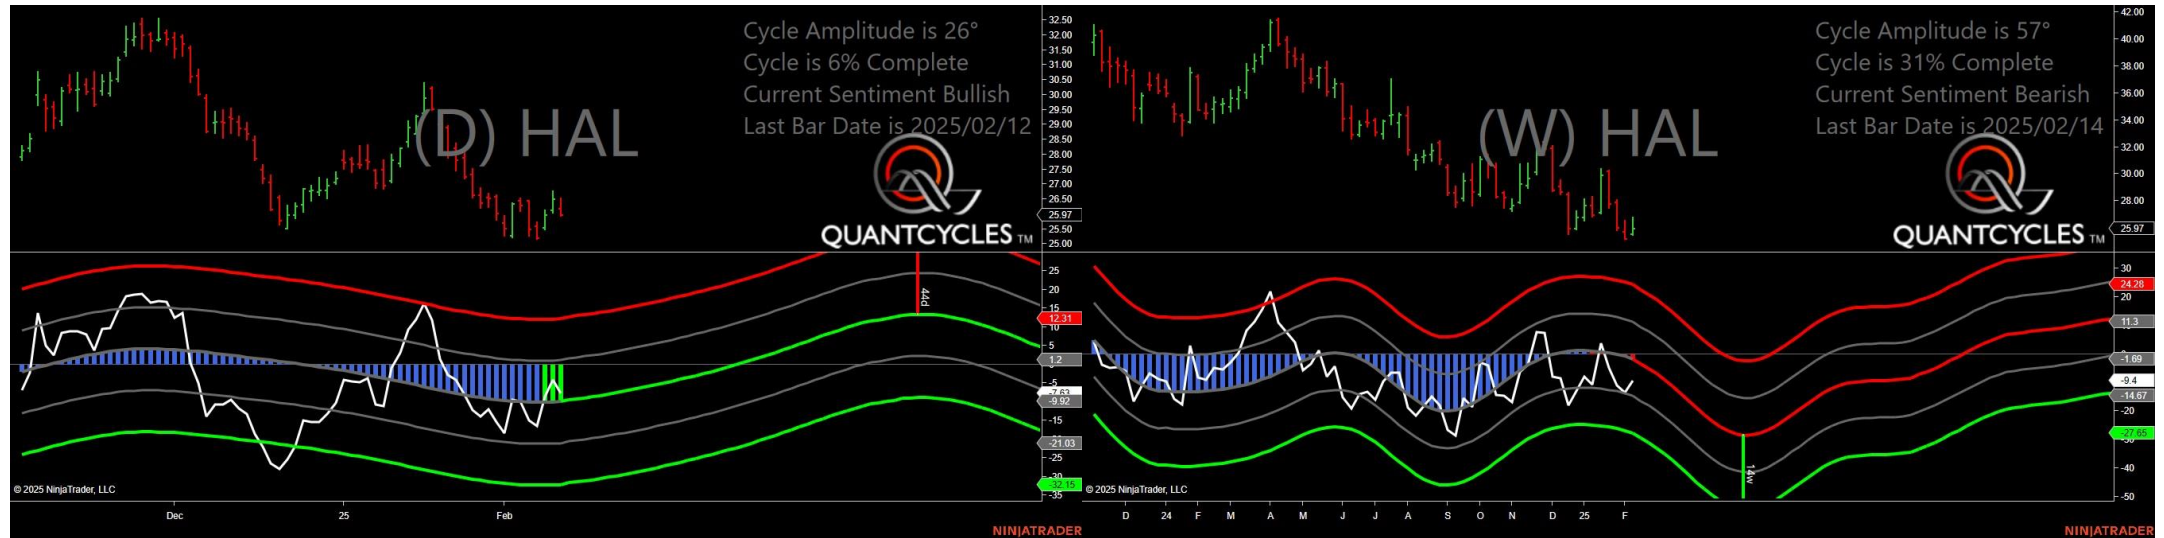 Cycle Amplitude is 26°
Cycle is 6% Complete
Current Sentiment Bullish
Last Bar Date is 2025/02/12
(D) HAL
QUANTCYCLES TM
32.50
32.00
31.50
31.00
30.50
30.00
29.50
29.00
28.50
28.00
27.50
27.00
26.50
25.97
25.50
25.00
44d
25
20
15
12.31
10
5
1.2
-5
-7.63
-9.92
-15
-21.03
-25
-32.15
-35
© 2025 NinjaTrader, LLC
Dec
25
Feb
NINJATRADER
Cycle Amplitude is 57°
Cycle is 31% Complete
Current Sentiment Bearish
Last Bar Date is 2025/02/14
(W) HAL
QUANTCYCLES TM
42.00
40.00
38.00
36.00
34.00
32.00
30.00
28.00
25.97
14w
30
24.28
20
11.3
-1.69
-9.4
-14.67
-20
-27.65
-40
-50
© 2025 NinjaTrader, LLC
D 24 F M A M J J A S O N D 25 F
NINJATRADER